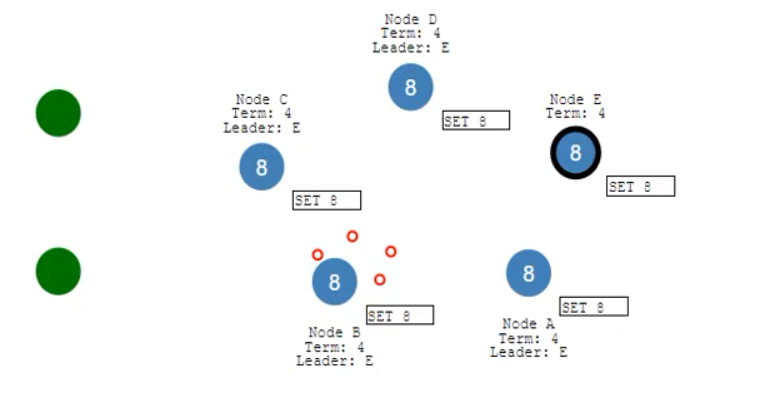 Node D
Term: 4
Leader: E
8
SET 8
Node C
Term: 4
Leader: E
8
SET 8
Node E
Term: 4
8
SET 8
8
SET 8
Node B
Term: 4
Leader: E
8
SET 8
Node A
Term: 4
Leader: E